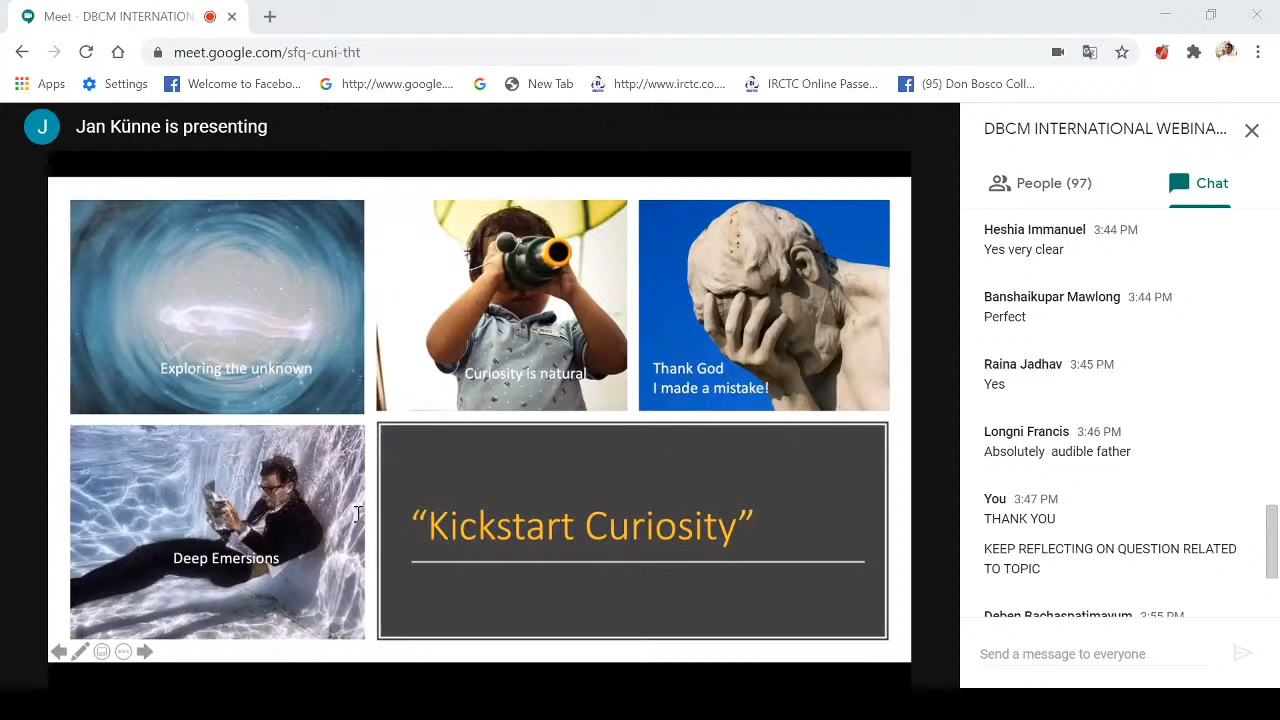 Meet - DBCM INTERNATION
meet.google.com/sfq-cuni-tht
Apps
Settings
Welcome to Facebo...
http://www.google....
New Tab
http://www.irctc.co....
IRCTC Online Passe...
(95) Don Bosco Coll...
J
Jan Künne is presenting
Exploring the unknown
Curiosity is natural
Thank God
I made a mistake!
Deep Emersions
“Kickstart Curiosity”
DBCM INTERNATIONAL WEBINA...
People (97)
Chat
Heshia Immanuel 3:44 PM
Yes very clear
Banshaikupar Mawlong 3:44 PM
Perfect
Raina Jadhav 3:45 PM
Yes
Longni Francis 3:46 PM
Absolutely audible father
You 3:47 PM
THANK YOU
KEEP REFLECTING ON QUESTION RELATED
TO TOPIC
Deben Bachaspatimayum 3:55 PM
Send a message to everyone